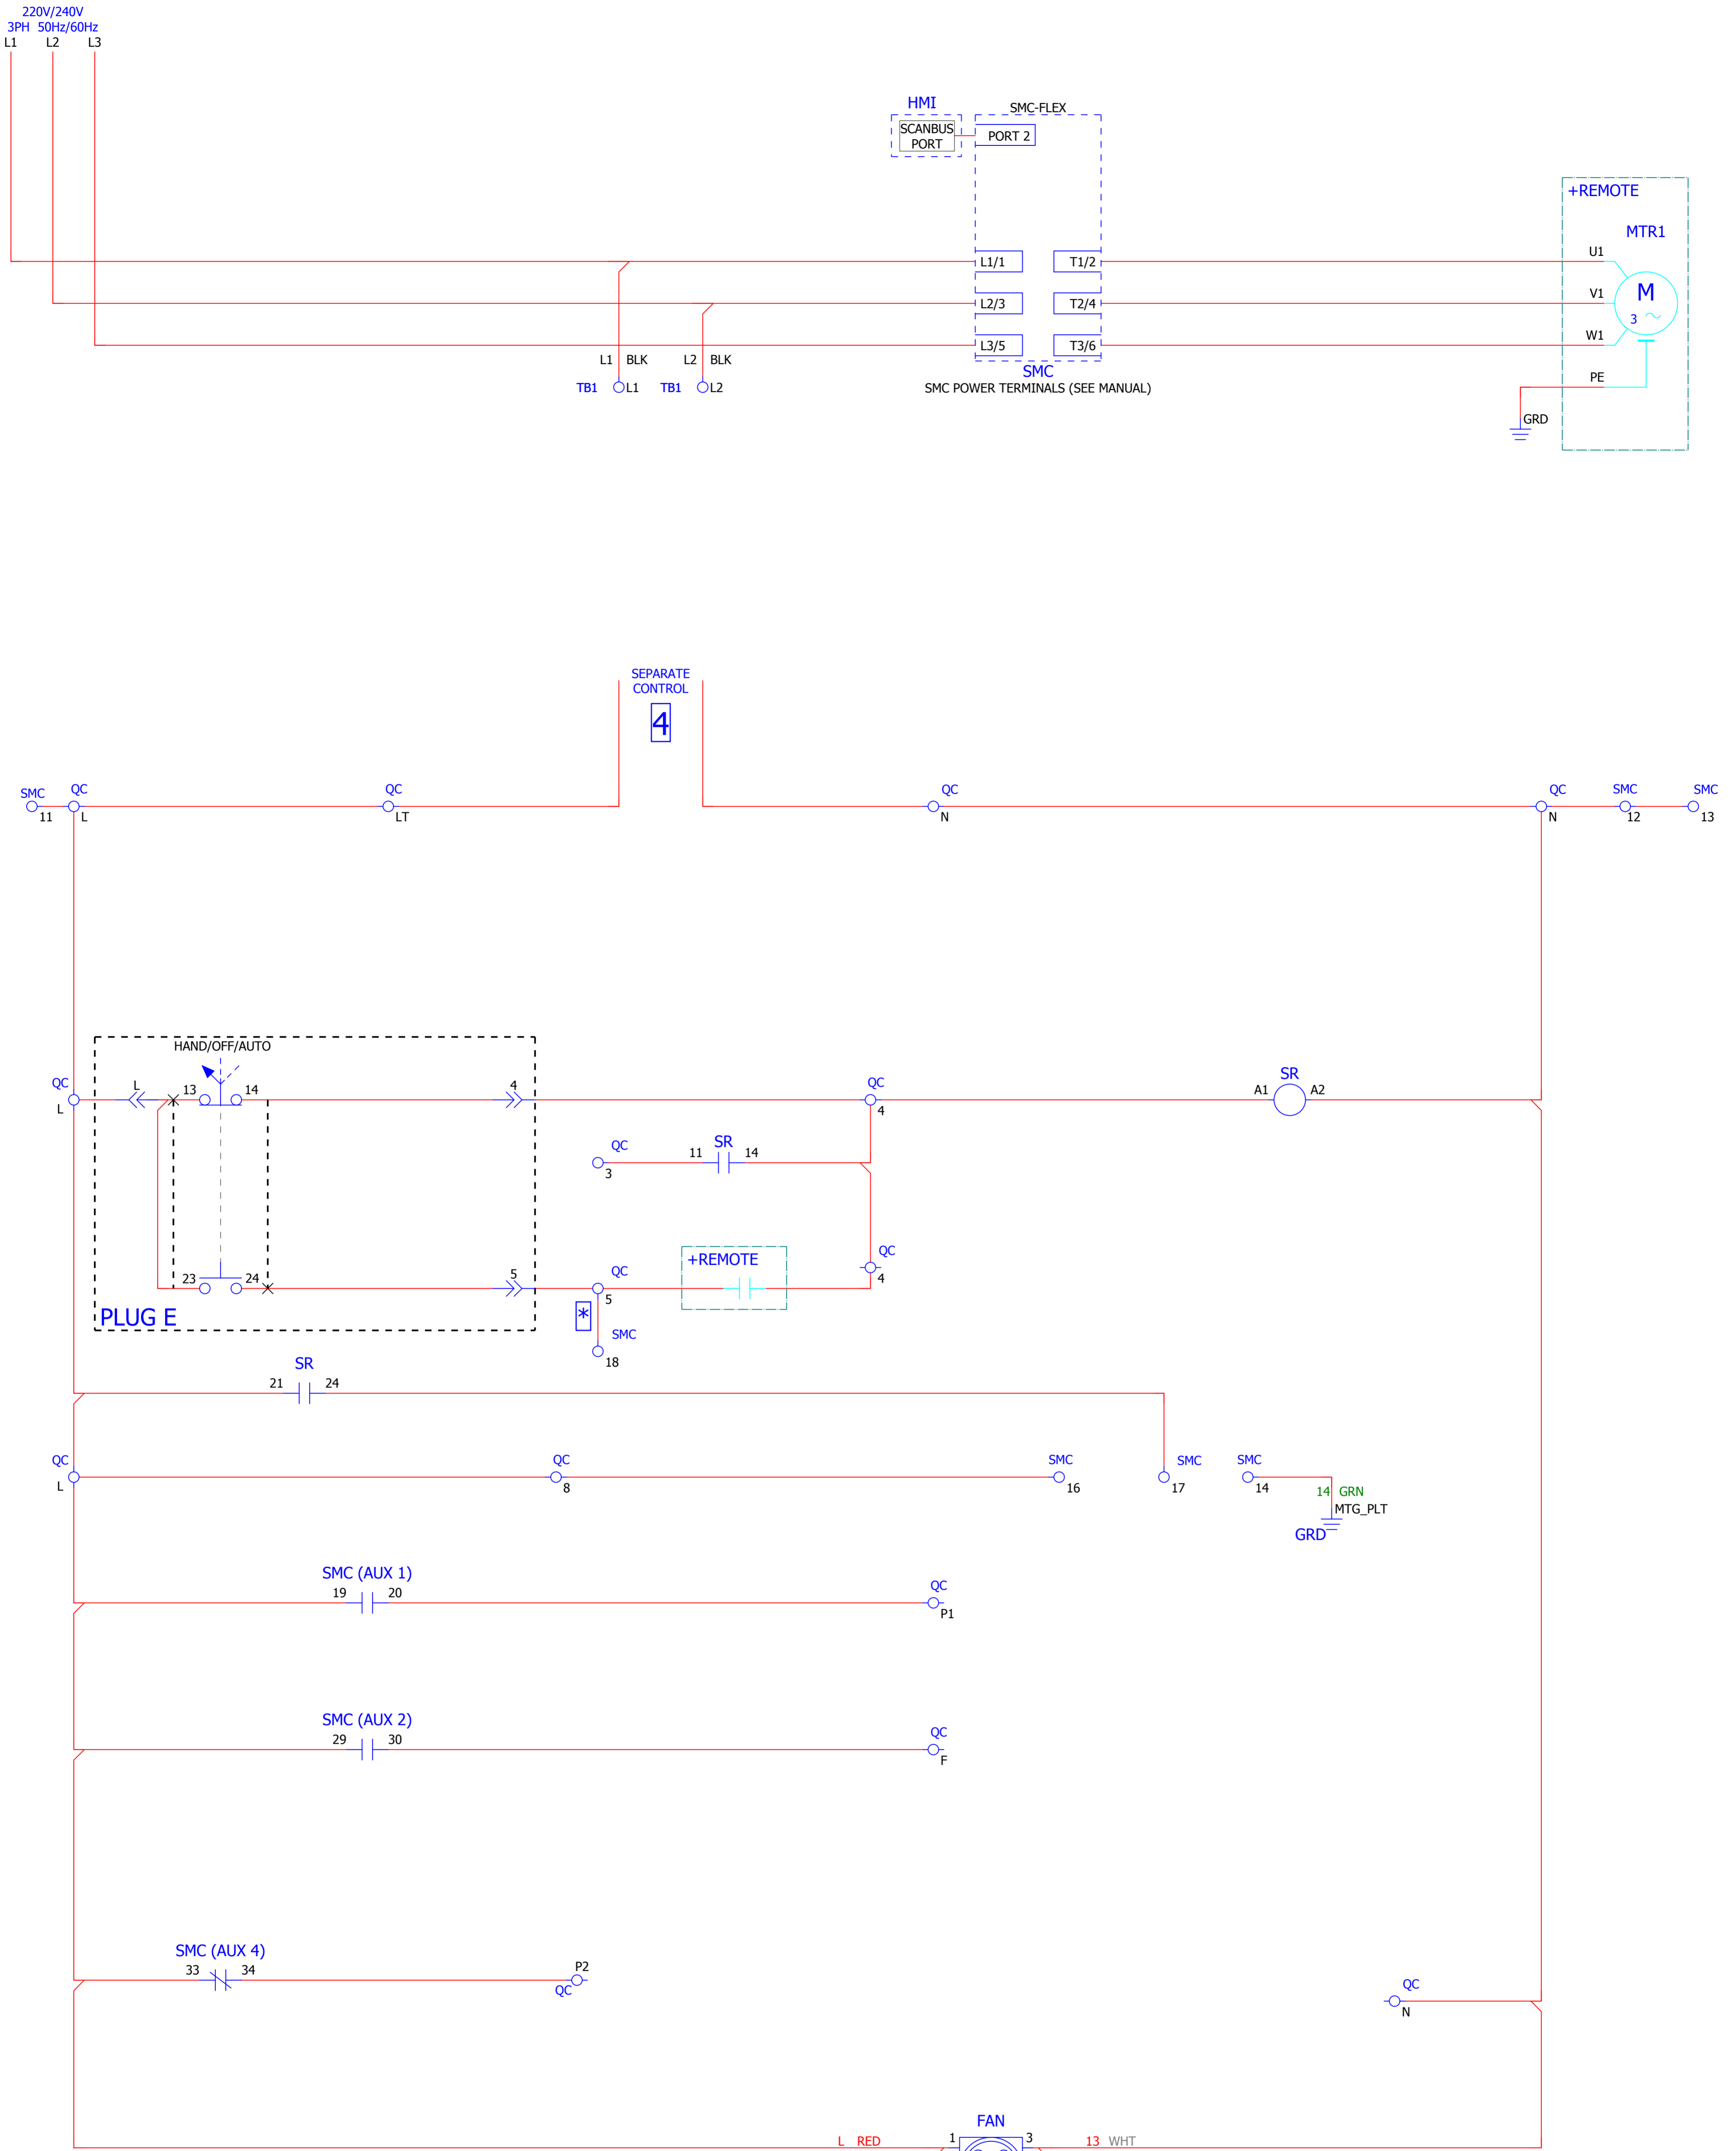 220V/240V
3PH 50Hz/60Hz
L1 L2 L3
HMI
SMC-FLEX
SCANBUS
PORT
PORT 2
+REMOTE
MTR1
L1/1 T1/2 U1
L2/3 T2/4 V1
M
3
L3/5 T3/6 W1
L1 BLK L2 BLK
SMC
TB1 L1 TB1 L2
SMC POWER TERMINALS (SEE MANUAL)
PE
GRD
SEPARATE
CONTROL
4
SMC QC QC QC QC SMC SMC
11 L LT N N 12 13
HAND/OFF/AUTO
QC L 13 14 4 QC SR
L 4 A1 A2
QC 11 SR 14
3
+REMOTE QC
4
23 24 5 QC
5
PLUG E
*
SMC
18
SR
21 24
QC QC SMC SMC SMC
L 8 16 17 14
14 GRN
MTG_PLT
GRD
SMC (AUX 1)
19 20 QC
P1
SMC (AUX 2)
29 30 QC
F
SMC (AUX 4)
33 34 P2
QC
QC
N
FAN
L RED 1 3 13 WHT